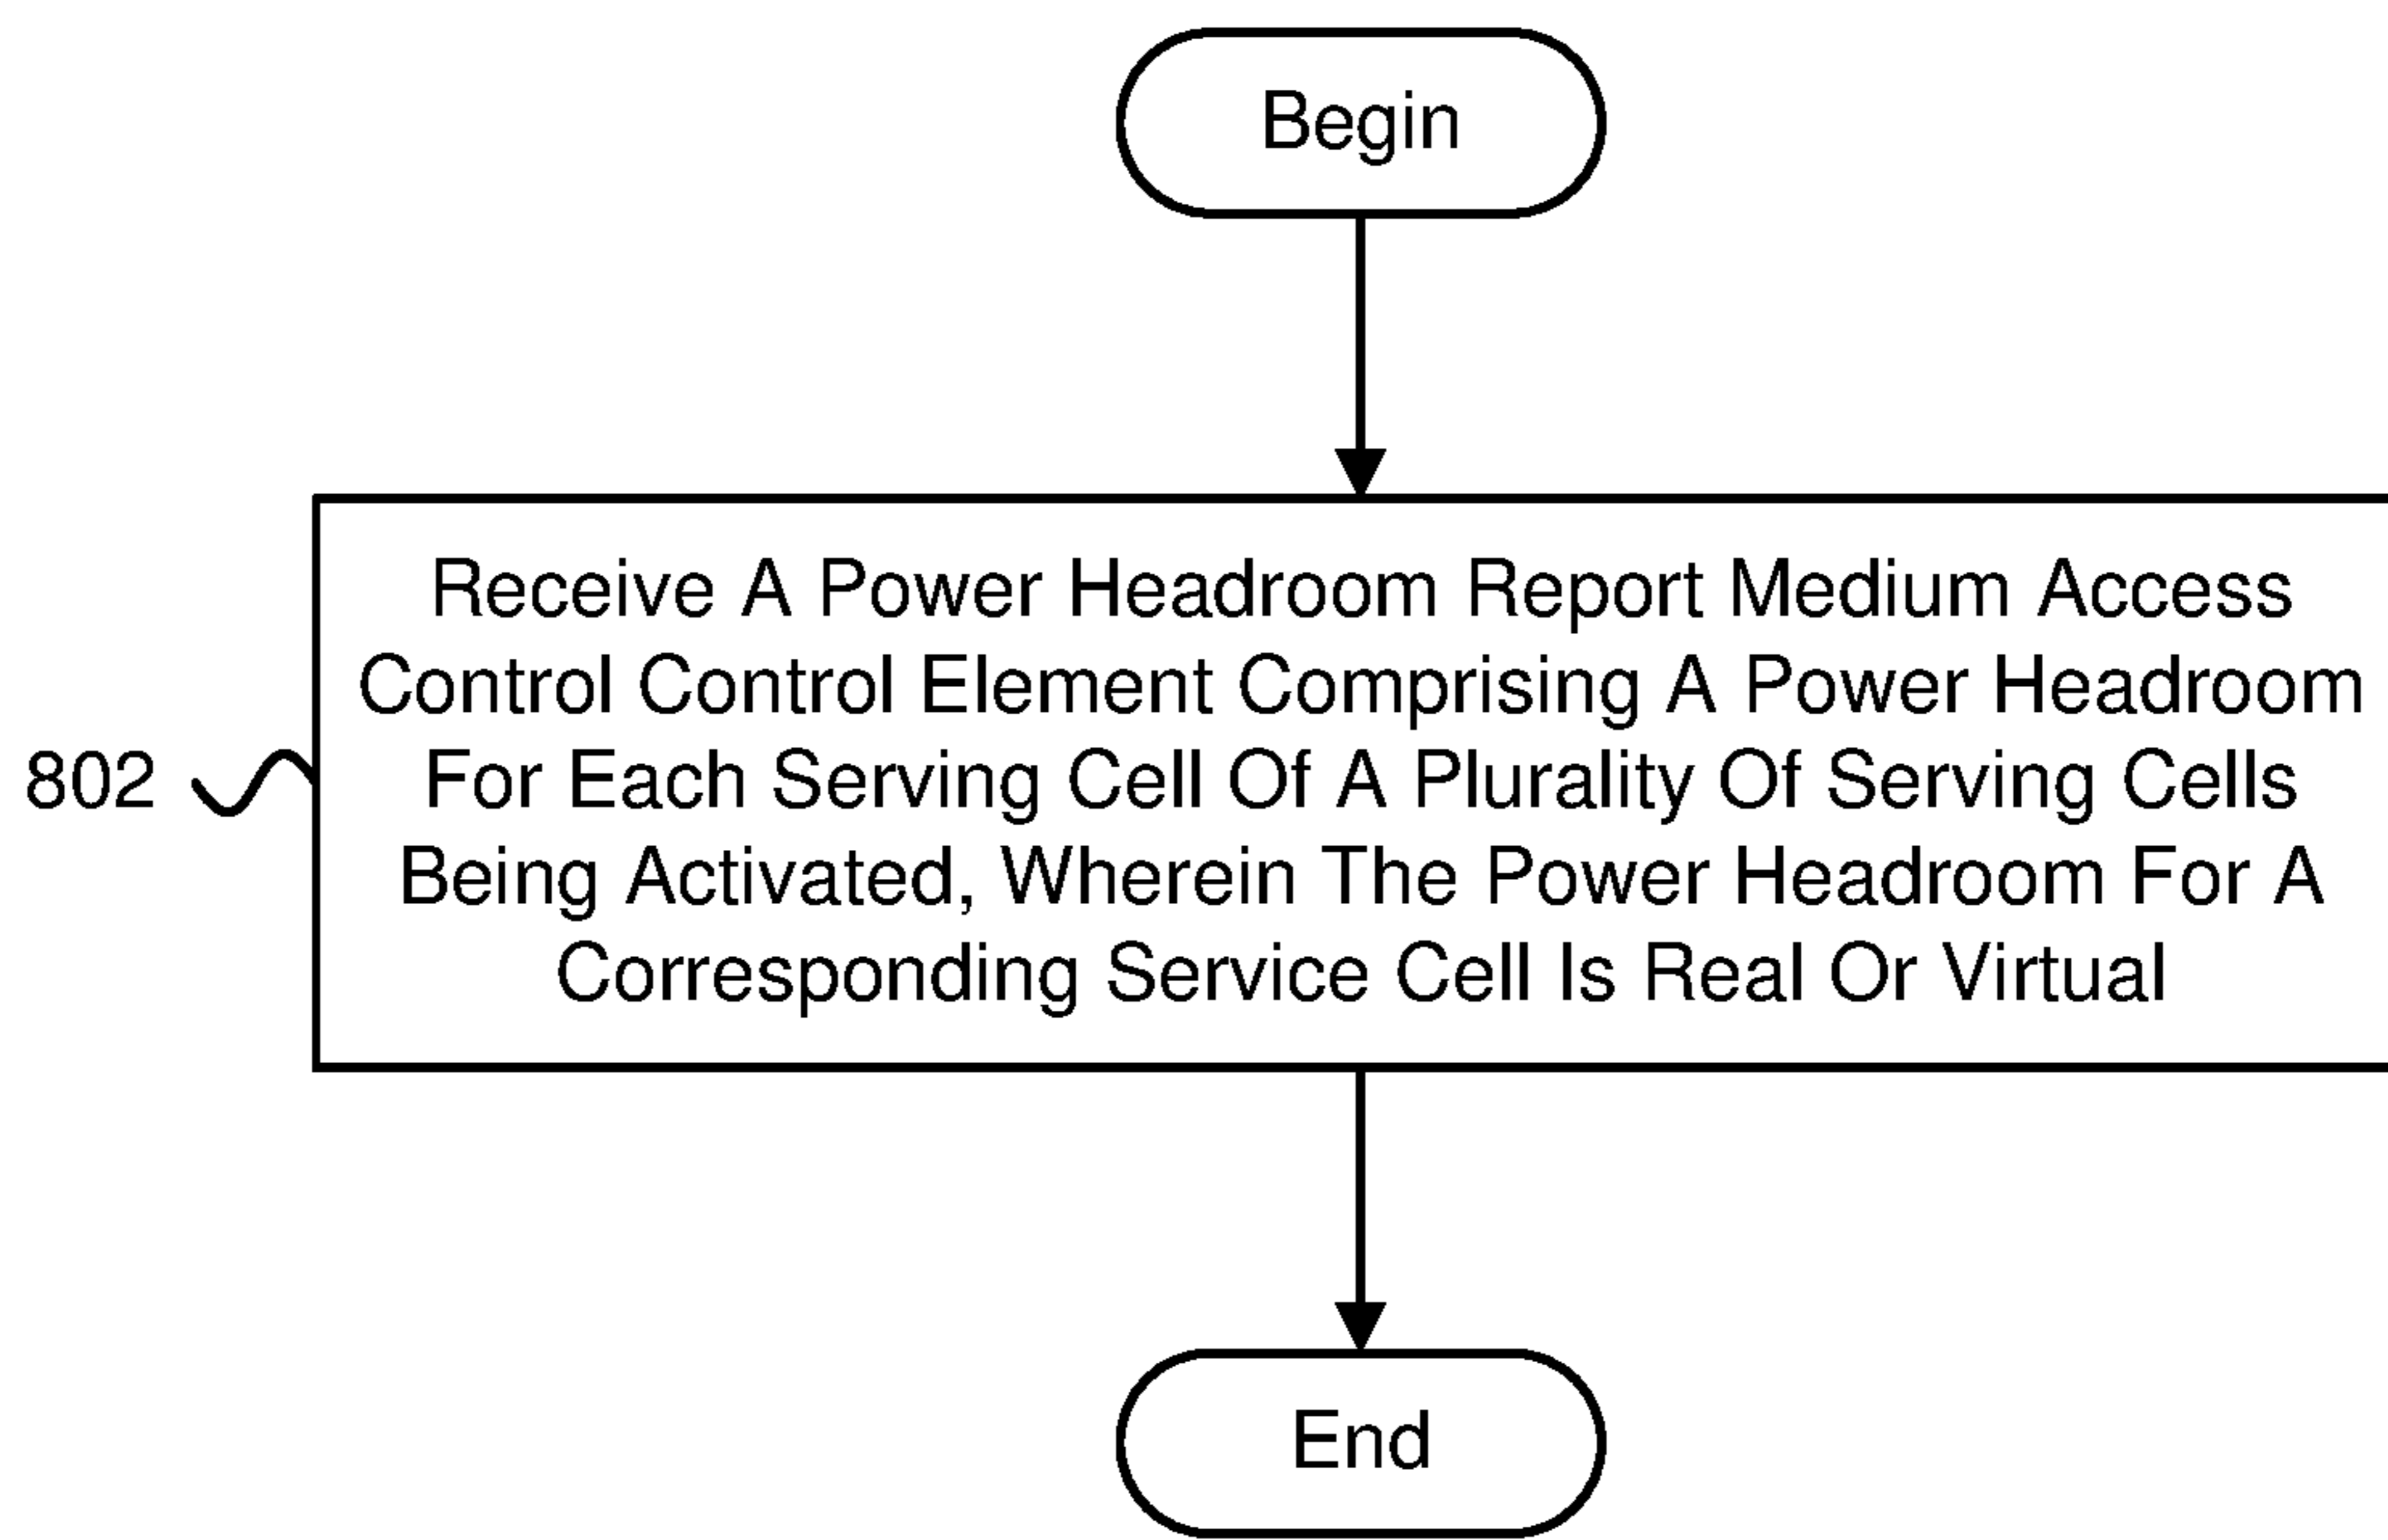 Begin
Receive A Power Headroom Report Medium Access
Control Control Element Comprising A Power Headroom
For Each Serving Cell Of A Plurality Of Serving Cells
Being Activated, Wherein The Power Headroom For A
Corresponding Service Cell Is Real Or Virtual
802
End